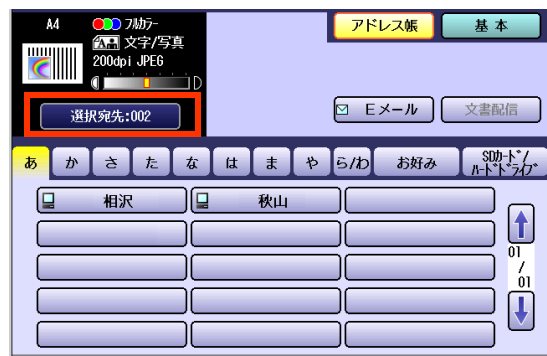 A4 フルカラー
文字/写真
200dpi JPEG
アドレス帳
基本
選択宛先:002
Eメール
文書配信
あ か さ た な は ま や ら/わ お好み SDカード/
ハードドライブ
相沢 秋山
01
/
01